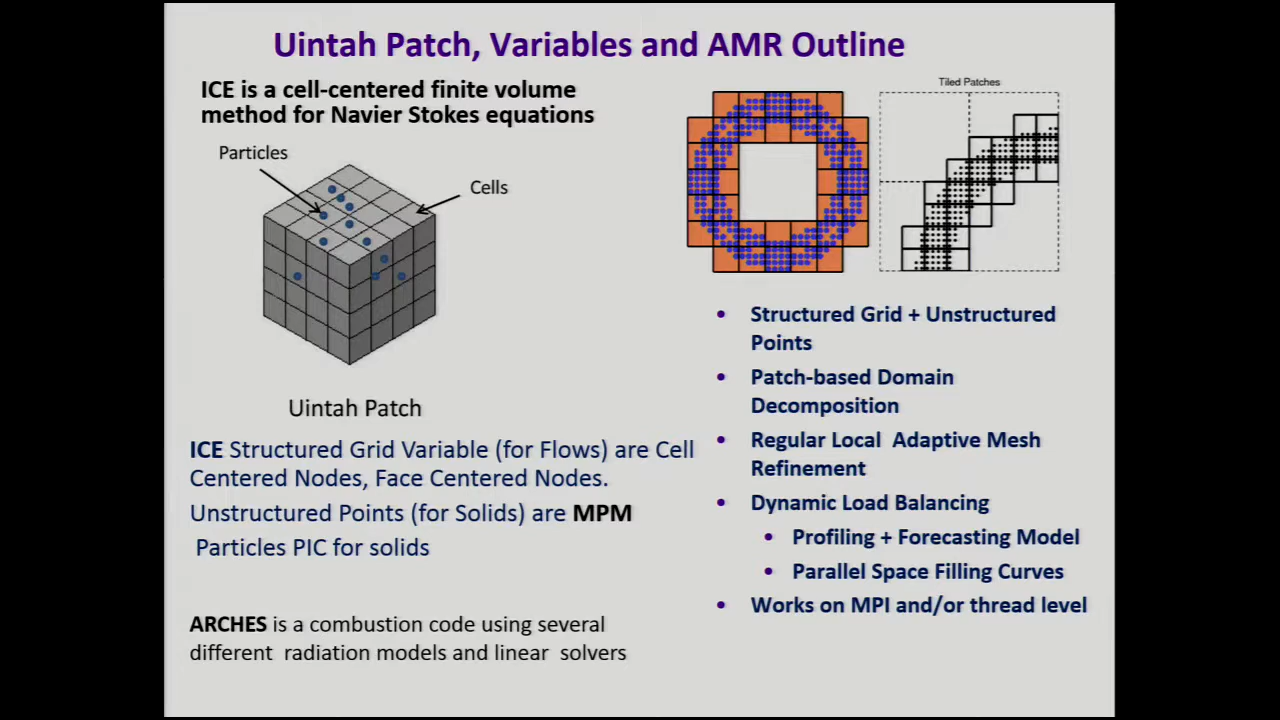 Uintah Patch, Variables and AMR Outline
ICE is a cell-centered finite volume
method for Navier Stokes equations
Particles
Cells
Uintah Patch
ICE Structured Grid Variable (for Flows) are Cell
Centered Nodes, Face Centered Nodes.
Unstructured Points (for Solids) are MPM
Particles PIC for solids
ARCHES is a combustion code using several
different radiation models and linear solvers
Tiled Patches
• Structured Grid + Unstructured
Points
• Patch-based Domain
Decomposition
• Regular Local Adaptive Mesh
Refinement
• Dynamic Load Balancing
• Profiling + Forecasting Model
• Parallel Space Filling Curves
• Works on MPI and/or thread level